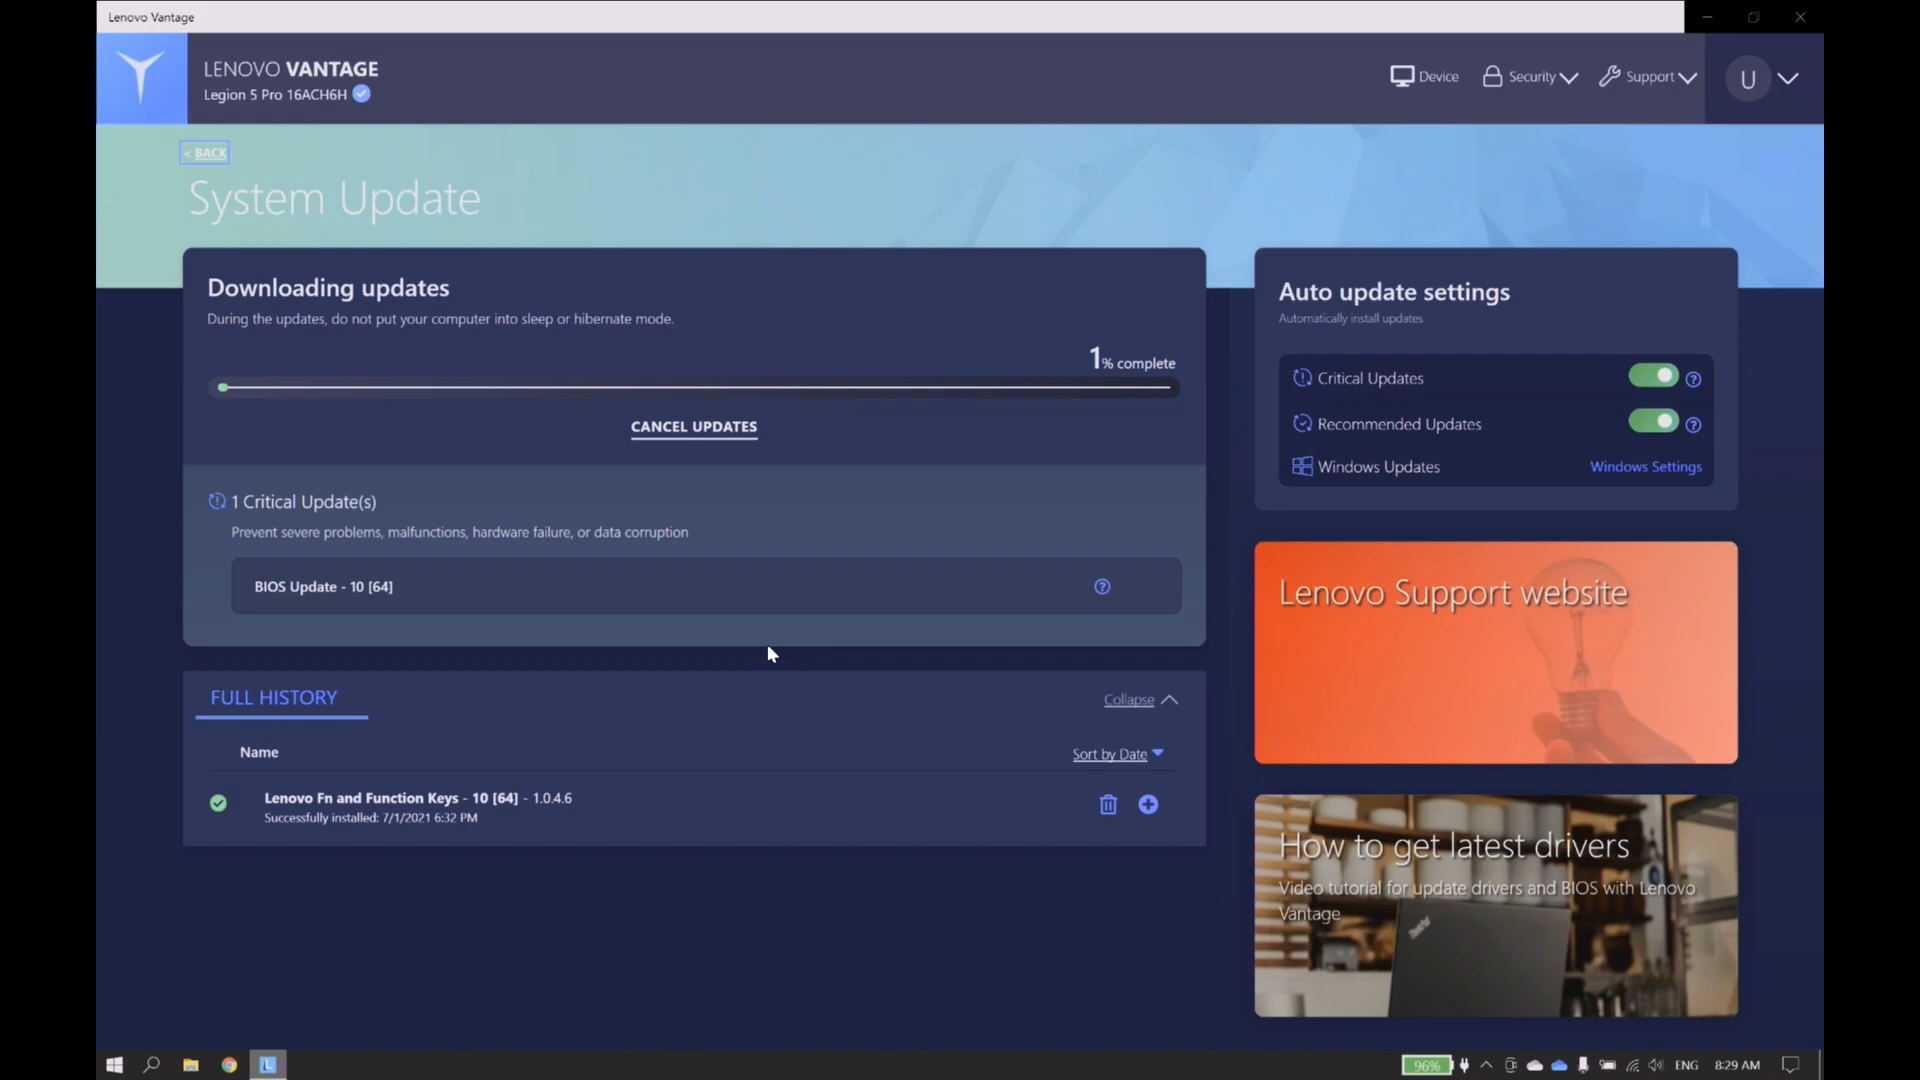 Lenovo Vantage
LENOVO VANTAGE
Legion 5 Pro 16ACH6H
Device
Security
Support
U
< BACK
System Update
Downloading updates
During the updates, do not put your computer into sleep or hibernate mode.
1% complete
CANCEL UPDATES
1 Critical Update(s)
Prevent severe problems, malfunctions, hardware failure, or data corruption
BIOS Update - 10 [64]
FULL HISTORY
Collapse
Name
Sort by Date
Lenovo Fn and Function Keys - 10 [64] - 1.0.4.6
Successfully installed: 7/1/2021 6:32 PM
Auto update settings
Automatically install updates
Critical Updates
Recommended Updates
Windows Updates
Windows Settings
Lenovo Support website
How to get latest drivers
Video tutorial for update drivers and BIOS with Lenovo
Vantage
ThinkPad
L
96%
ENG
8:29 AM